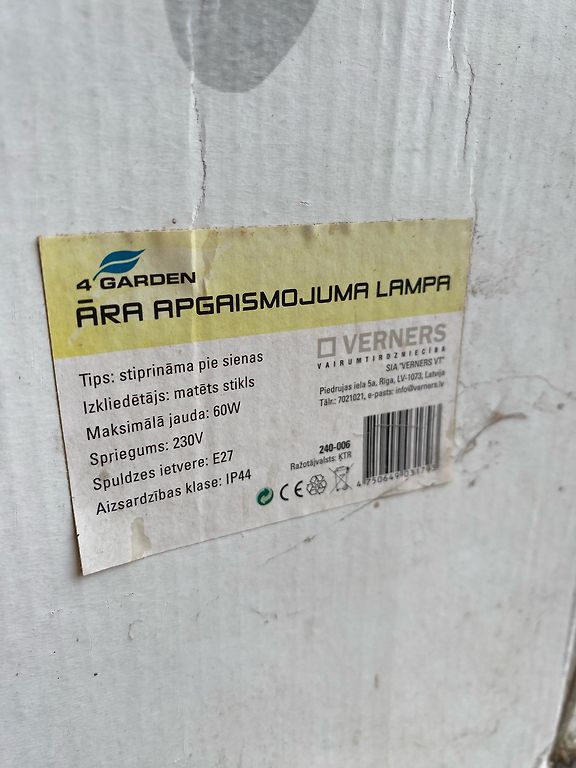 4 GARDEN
ĀRA APGAISMOJUMA LAMPA
Tips: stiprināma pie sienas
Izkliedētājs: matēts stikls
Maksimālā jauda: 60W
Spriegums: 230V
Spuldzes ietvere: E27
Aizsardzības klase: IP44
VERNERS
VAIRUMTIRDZNIECĪBA
SIA "VERNERS VT"
Piedrujas iela 5a, Rīga, LV-1073, Latvija
Tālr.: 7021021, e-pasts: info@verners.lv
240-006
Ražotājvalsts: ĶTR
CE